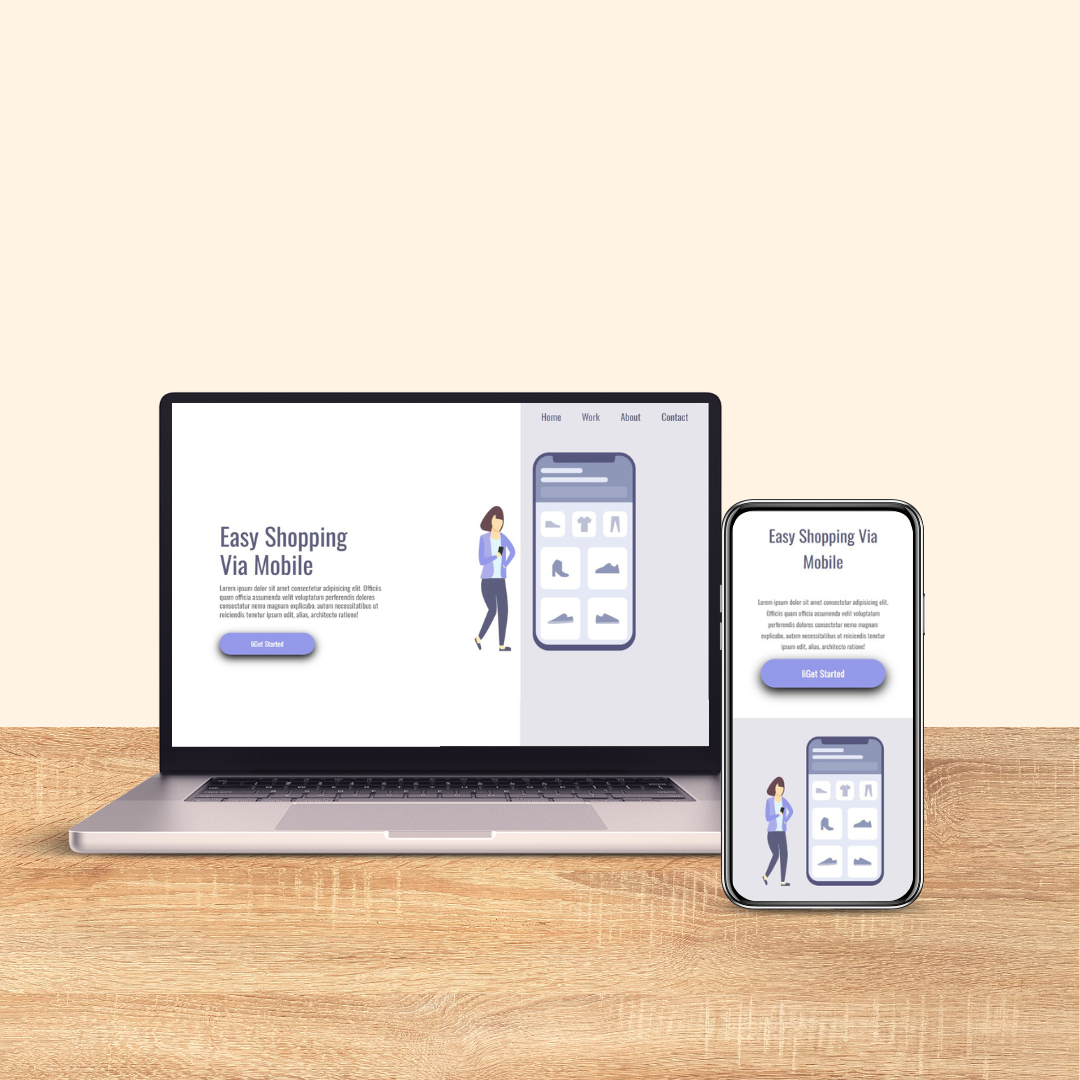 Home Work About Contact
Easy Shopping
Via Mobile
Lorem ipsum dolor sit amet consectetur adipisicing elit. Officiis
quam officia assumenda velit voluptatum perferendis dolores
consectetur nemo magnam explicabo, autem necessitatibus ut
reiciendis tenetur ipsum edit, alias, architecto ratione!
liGet Started
Easy Shopping Via
Mobile
Lorem ipsum dolor sit amet consectetur adipisicing elit.
Officiis quam officia assumenda velit voluptatum
perferendis dolores consectetur nemo magnam
explicabo, autem necessitatibus ut reiciendis tenetur
ipsum edit, alias, architecto ratione!
liGet Started